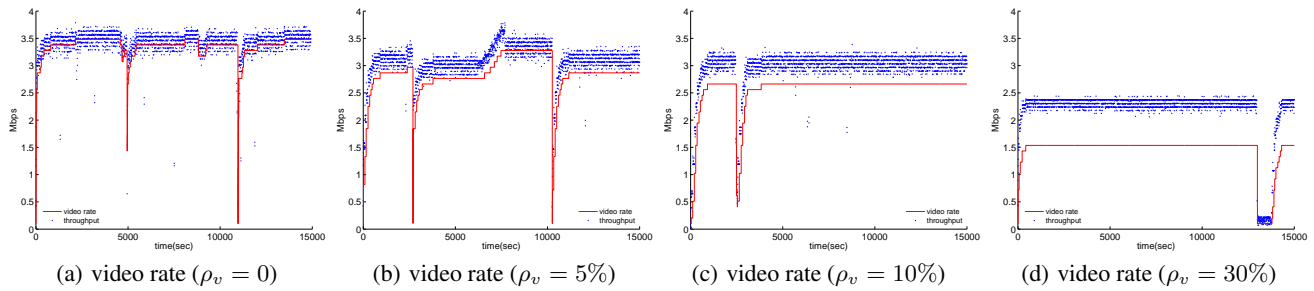 4
3.5
3
2.5
2
1.5
1
0.5
0
Mbps
video rate
throughput
0
5000
10000
15000
time(sec)
(a) video rate (ρ_v = 0)
4
3.5
3
2.5
2
1.5
1
0.5
0
Mbps
video rate
throughput
0
5000
10000
15000
time(sec)
(b) video rate (ρ_v = 5%)
4
3.5
3
2.5
2
1.5
1
0.5
0
Mbps
video rate
throughput
0
5000
10000
15000
time(sec)
(c) video rate (ρ_v = 10%)
4
3.5
3
2.5
2
1.5
1
0.5
0
Mbps
video rate
throughput
0
5000
10000
15000
time(sec)
(d) video rate (ρ_v = 30%)